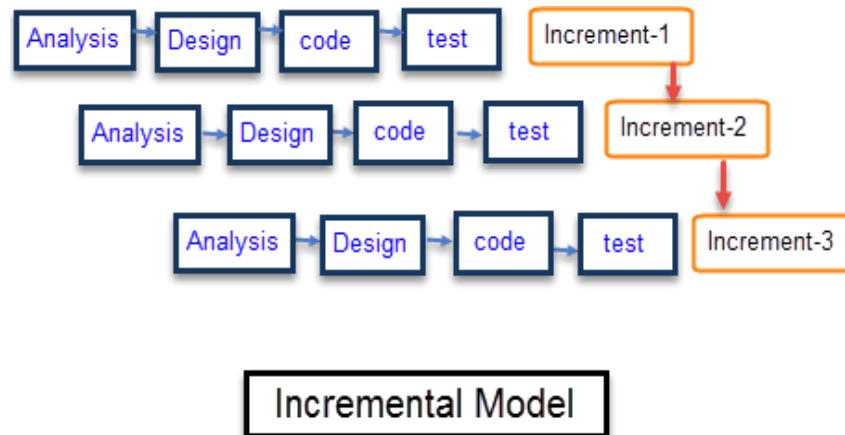 Analysis Design code test Increment-1
Analysis Design code test Increment-2
Analysis Design code test Increment-3
Incremental Model